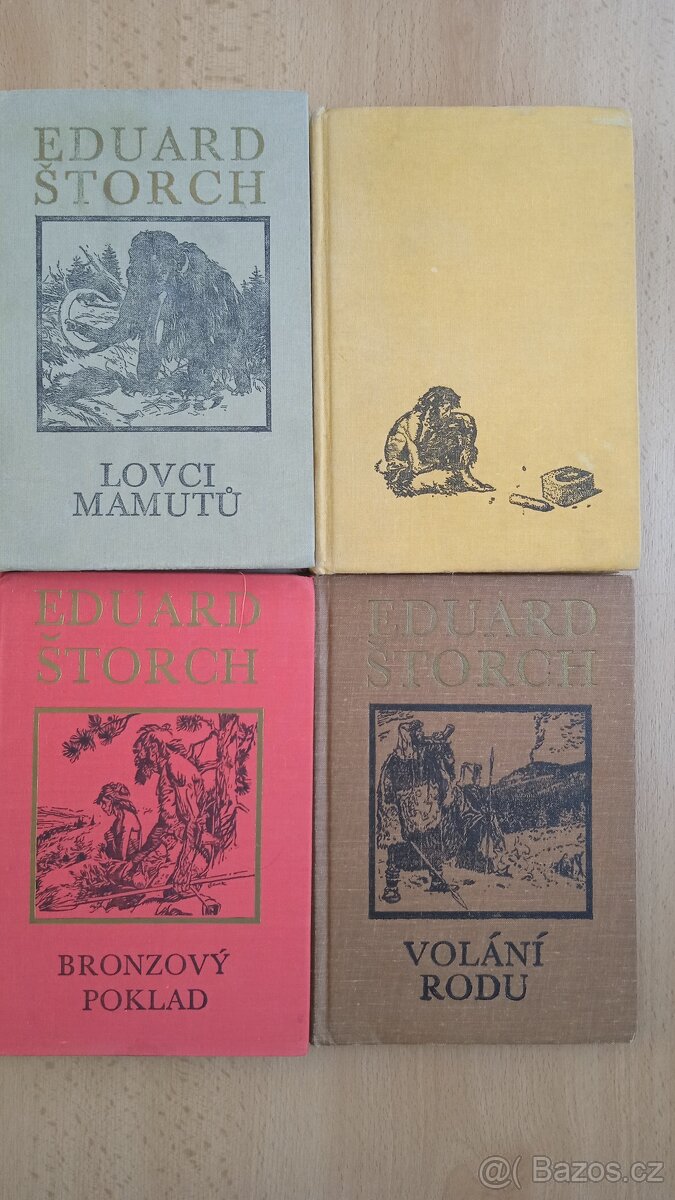 EDUARD
ŠTORCH
LOVCI
MAMUTŮ
EDUARD
ŠTORCH
BRONZOVÝ
POKLAD
EDUARD
ŠTORCH
VOLÁNÍ
RODU
@ Bazos.cz